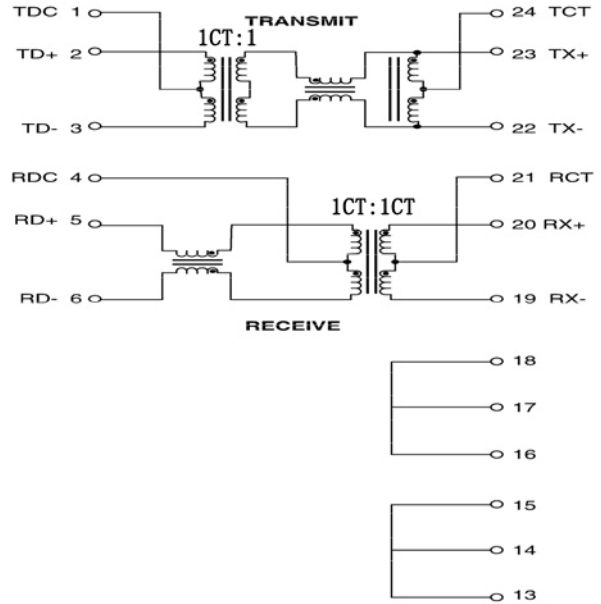 TDC 1 TRANSMIT 24 TCT
1CT:1
TD+ 2 23 TX+
TD- 3 22 TX-
RDC 4 21 RCT
1CT:1CT
RD+ 5 20 RX+
RD- 6 19 RX-
RECEIVE
18
17
16
15
14
13